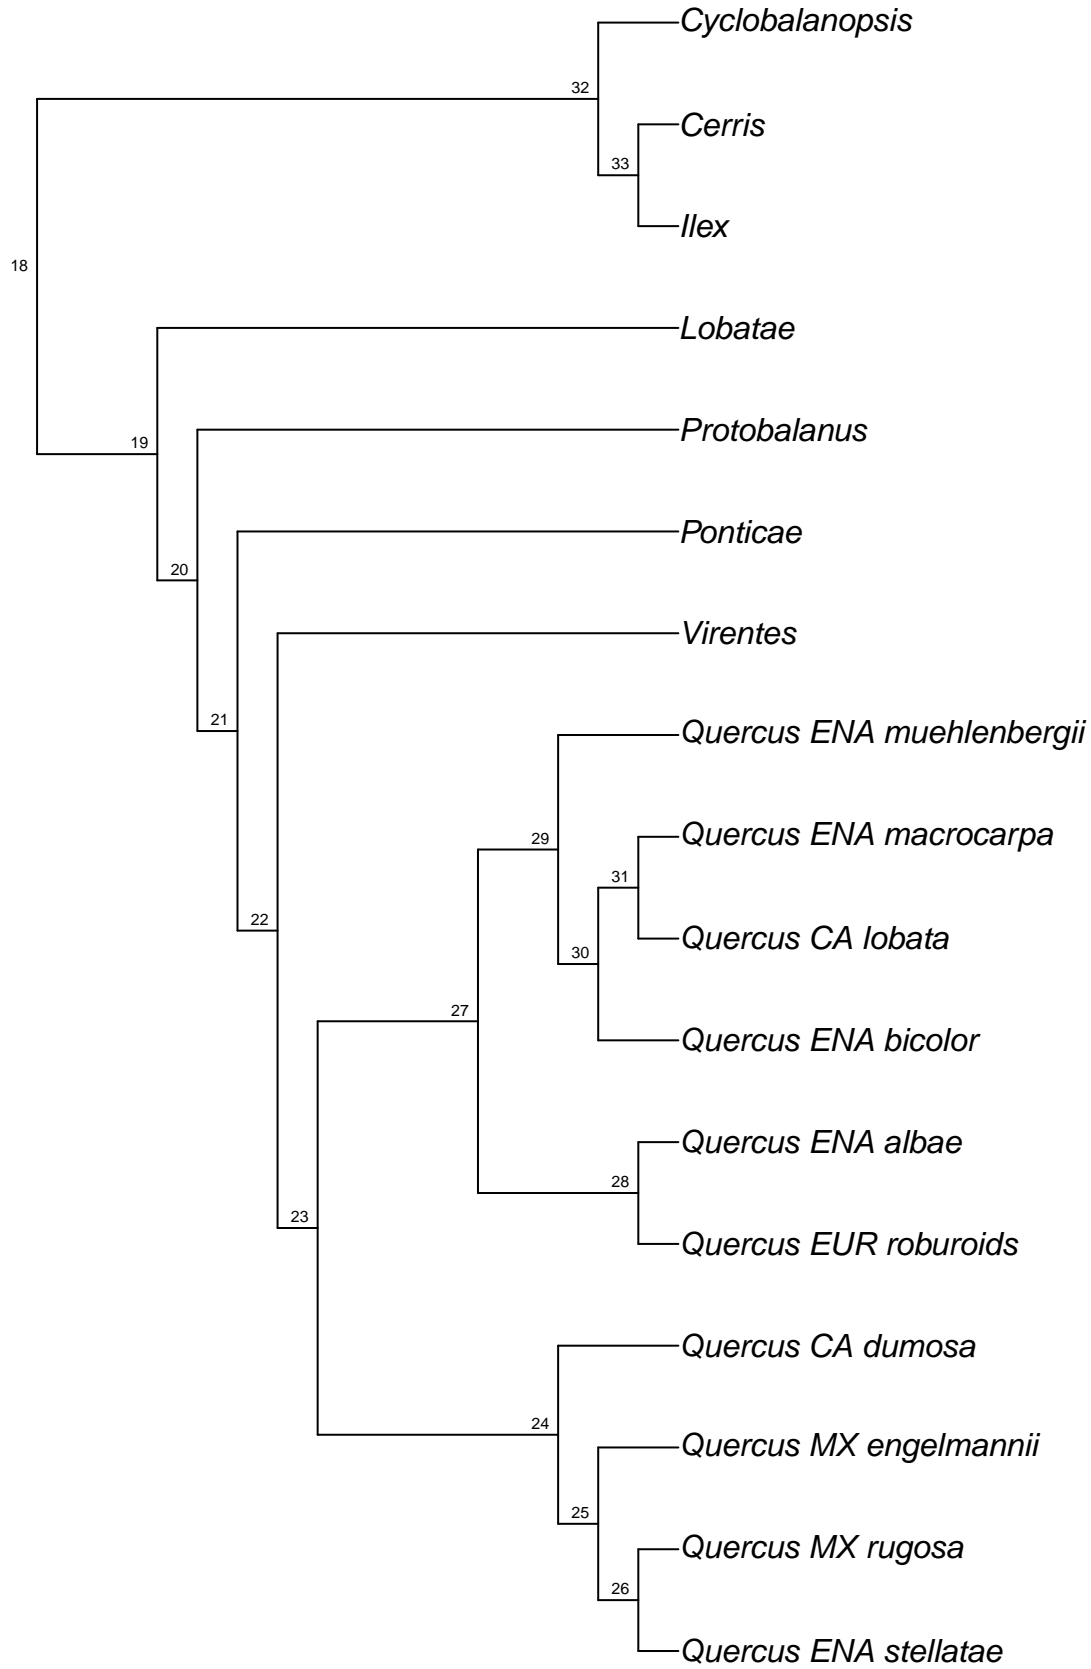 Cyclobalanopsis
32
Cerris
33
Ilex
18
Lobatae
Protobalanus
19
Ponticae
20
Virentes
21
Quercus ENA muehlenbergii
Quercus ENA macrocarpa
29
31
22
Quercus CA lobata
30
27
Quercus ENA bicolor
Quercus ENA albae
28
23
Quercus EUR roburoids
Quercus CA dumosa
24
Quercus MX engelmannii
25
Quercus MX rugosa
26
Quercus ENA stellatae